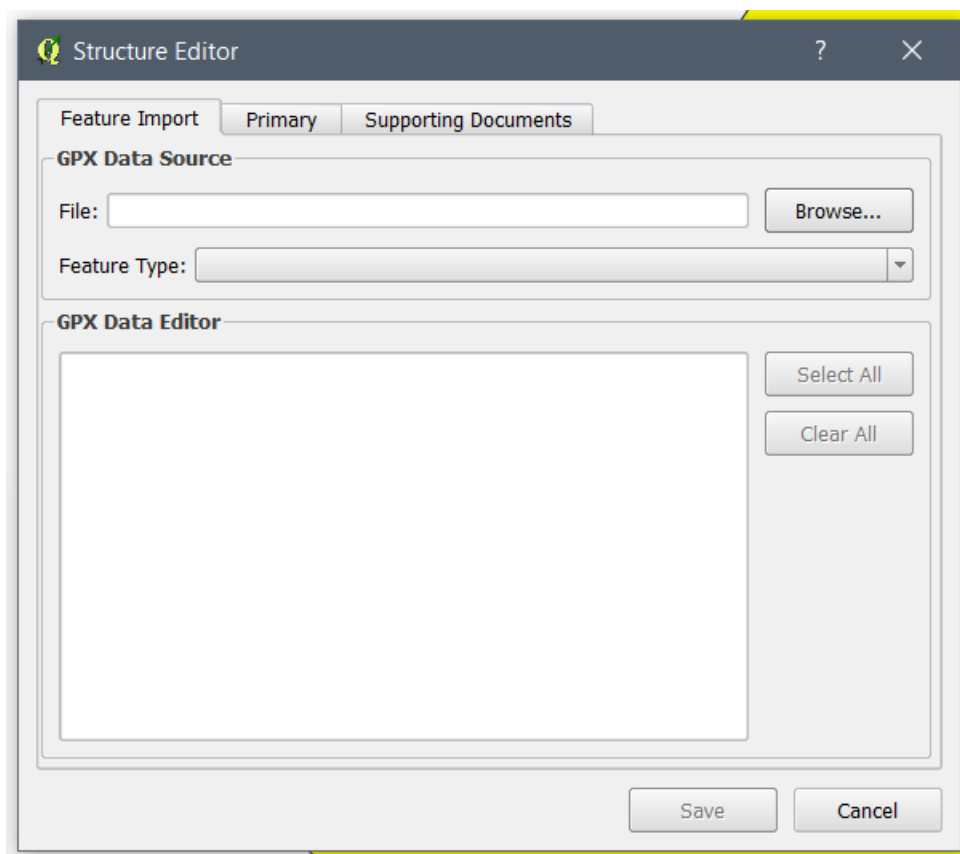 Structure Editor ?
Feature Import Primary Supporting Documents
GPX Data Source
File: Browse...
Feature Type:
GPX Data Editor
Select All
Clear All
Save Cancel